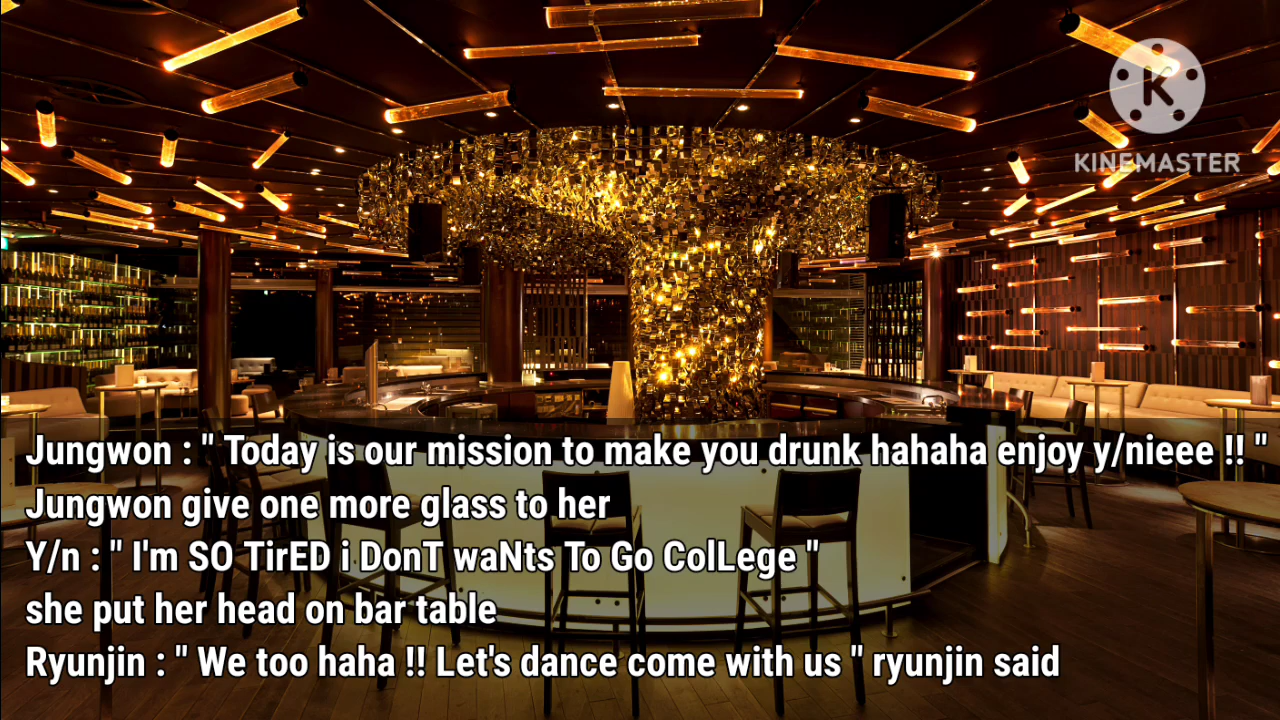 KINEMASTER
Jungwon : " Today is our mission to make you drunk hahaha enjoy y/nieee !! "
Jungwon give one more glass to her
Y/n : " I'm SO TirED i DonT waNts To Go ColLege "
she put her head on bar table
Ryunjin : " We too haha !! Let's dance come with us " ryunjin said